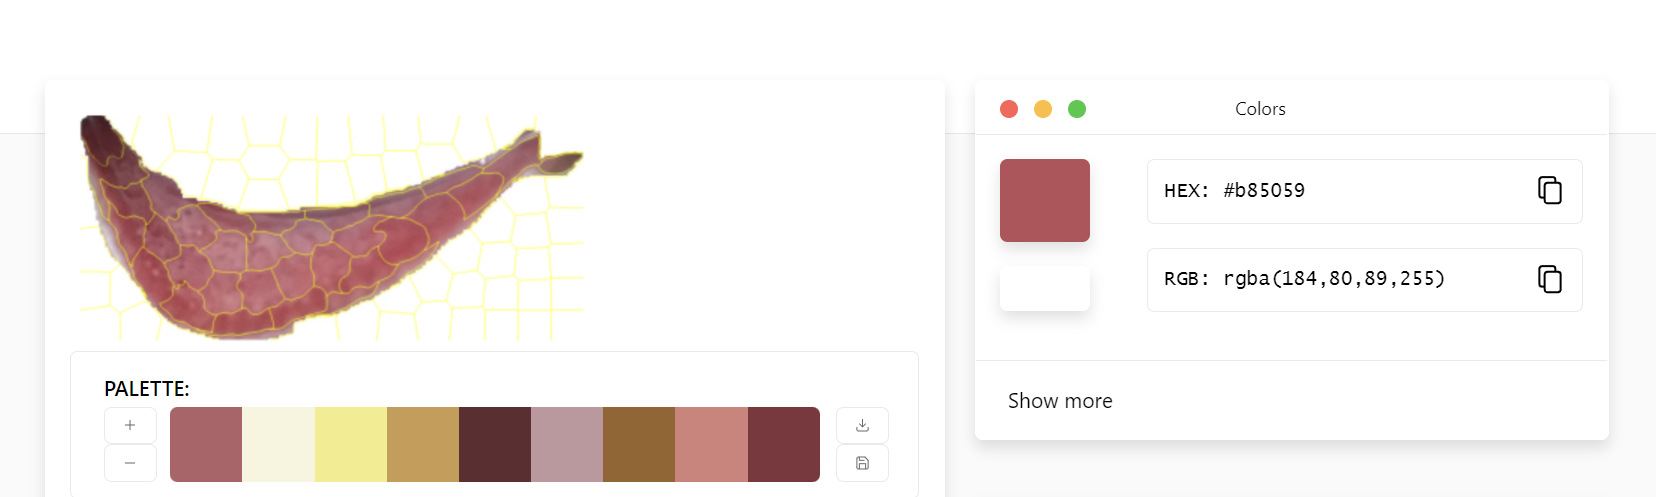 Colors
HEX: #b85059
RGB: rgba(184,80,89,255)
Show more
PALETTE: